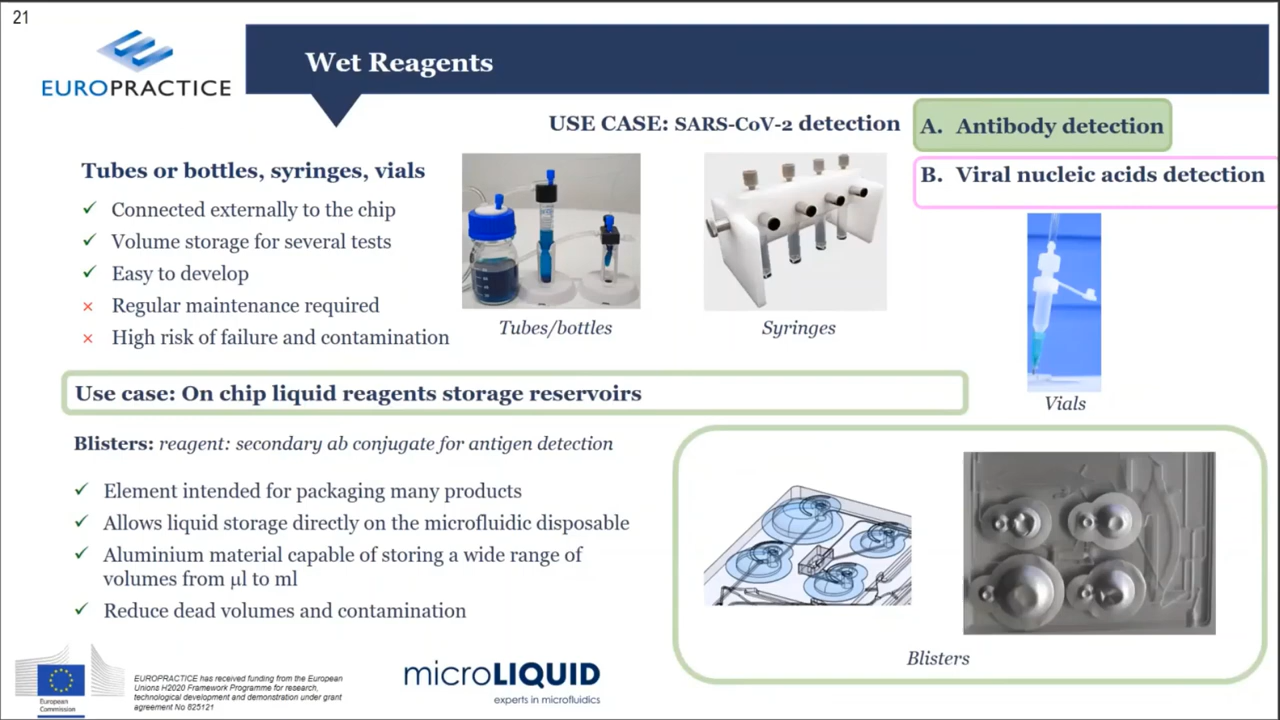 21
EUROPRACTICE
Wet Reagents
USE CASE: SARS-CoV-2 detection
A. Antibody detection
B. Viral nucleic acids detection
Tubes or bottles, syringes, vials
✓ Connected externally to the chip
✓ Volume storage for several tests
✓ Easy to develop
× Regular maintenance required
× High risk of failure and contamination
Tubes/bottles
Syringes
Vials
Use case: On chip liquid reagents storage reservoirs
Blisters: reagent: secondary ab conjugate for antigen detection
✓ Element intended for packaging many products
✓ Allows liquid storage directly on the microfluidic disposable
✓ Aluminium material capable of storing a wide range of
volumes from µl to ml
✓ Reduce dead volumes and contamination
Blisters
European
Commission
EUROPRACTICE has received funding from the European
Unions H2020 Framework Programme for research,
technological development and demonstration under grant
agreement No 825121
microLIQUID
experts in microfluidics